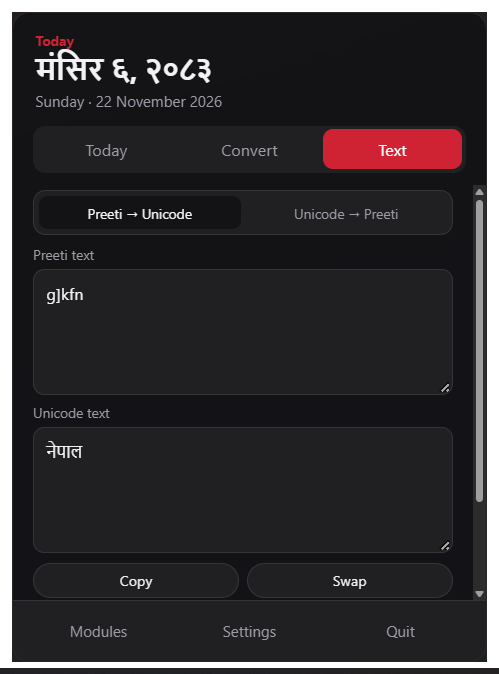 Today
मंसिर ६, २०८३
Sunday · 22 November 2026
Today Convert Text
Preeti → Unicode Unicode → Preeti
Preeti text
g]kfn
Unicode text
नेपाल
Copy Swap
Modules Settings Quit